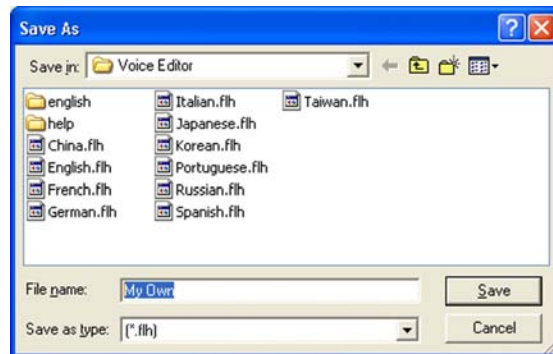 Save As
Save in: Voice Editor
english
help
China.flh
English.flh
French.flh
German.flh
Italian.flh
Japanese.flh
Korean.flh
Portuguese.flh
Russian.flh
Spanish.flh
Taiwan.flh
File name: My Own Save
Save as type: (*.flh) Cancel